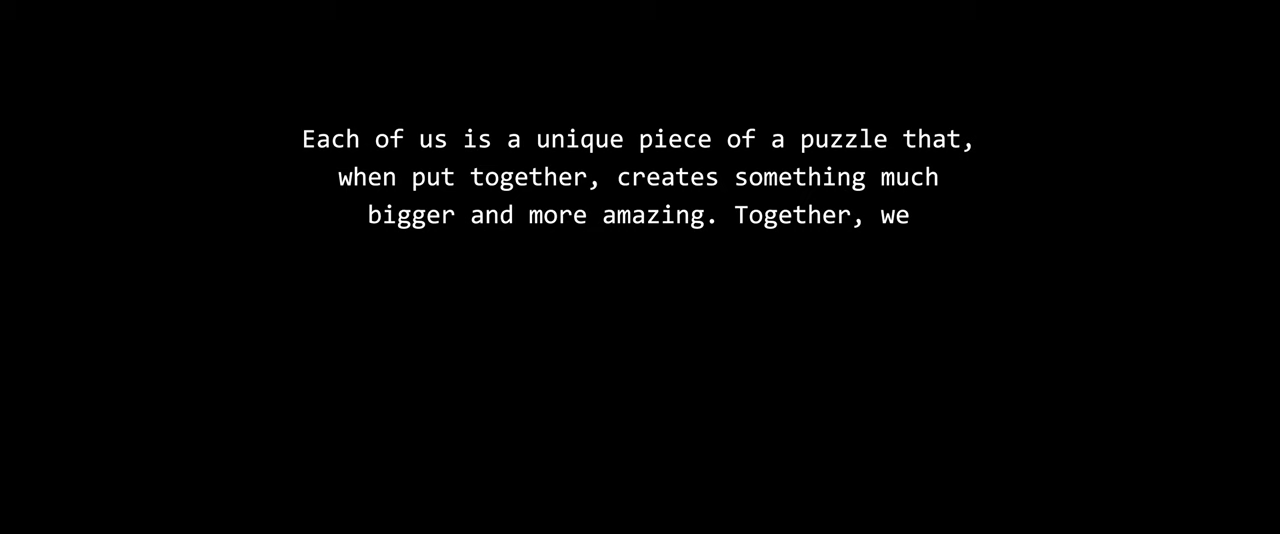 Each of us is a unique piece of a puzzle that,
when put together, creates something much
bigger and more amazing. Together, we